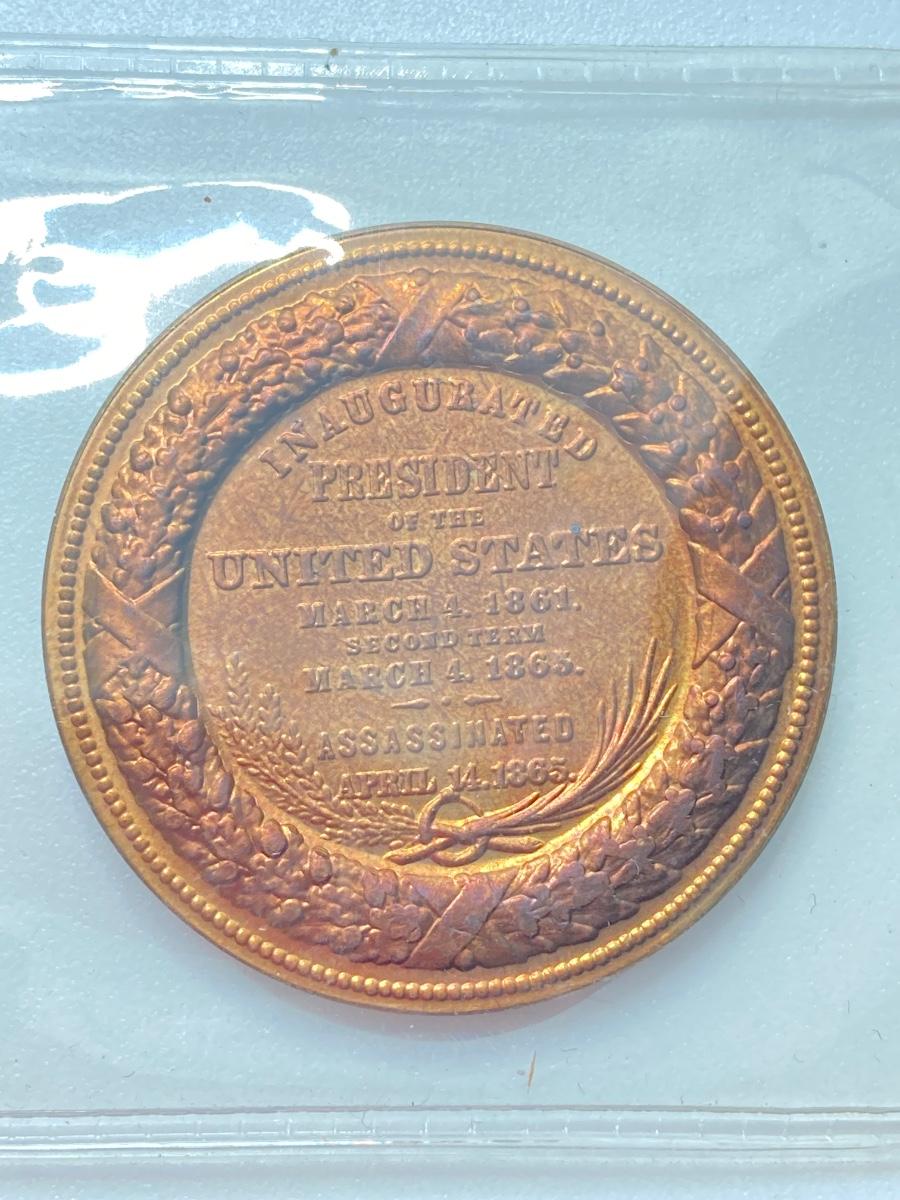 INAUGURATED
PRESIDENT
OF THE
UNITED STATES
MARCH 4. 1861.
SECOND TERM
MARCH 4. 1865.
ASSASSINATED
APRIL 14. 1865.